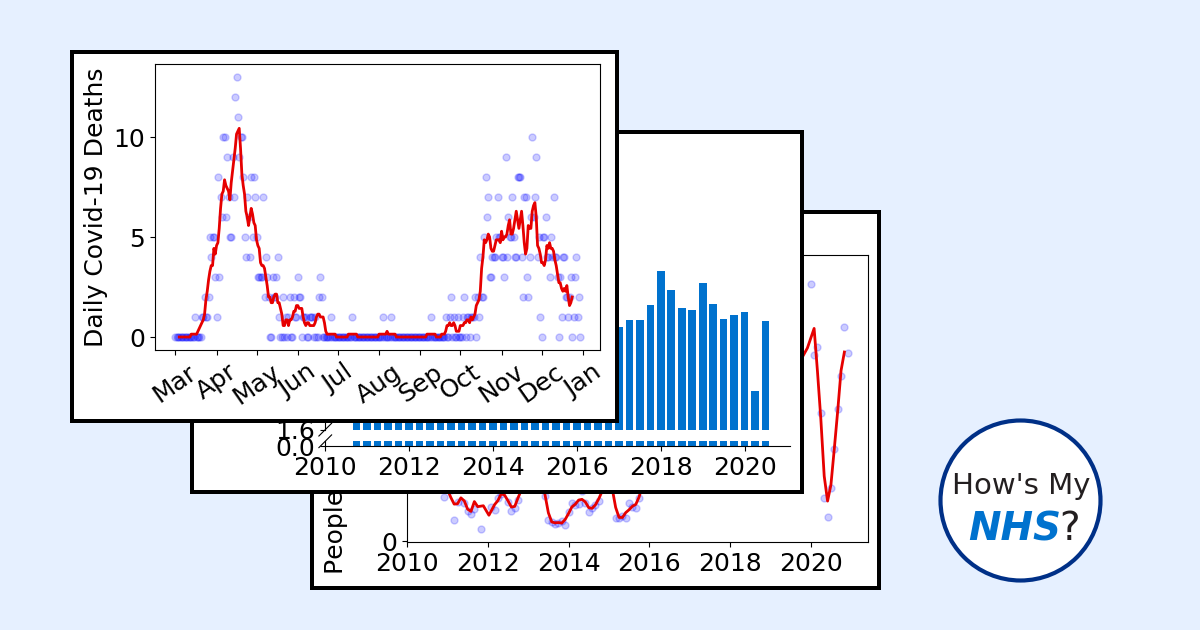 Daily Covid-19 Deaths
10
5
0
Mar Apr May Jun Jul Aug Sep Oct Nov Dec Jan
1.6
0.0
2010 2012 2014 2016 2018 2020
People
0
2010 2012 2014 2016 2018 2020
How's My
NHS?